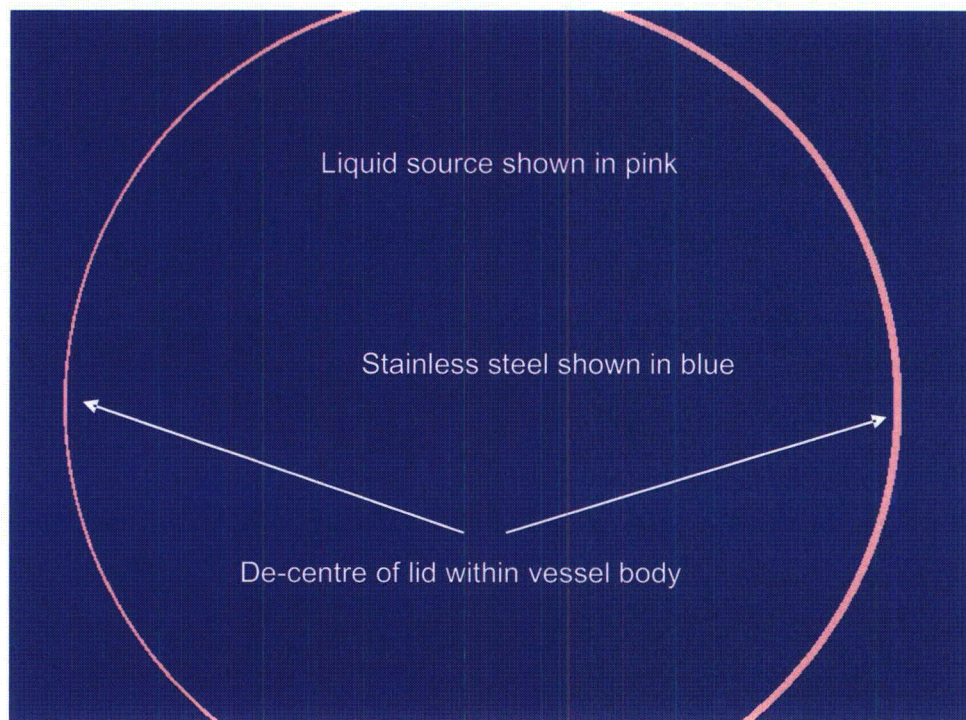 Liquid source shown in pink
Stainless steel shown in blue
De-centre of lid within vessel body